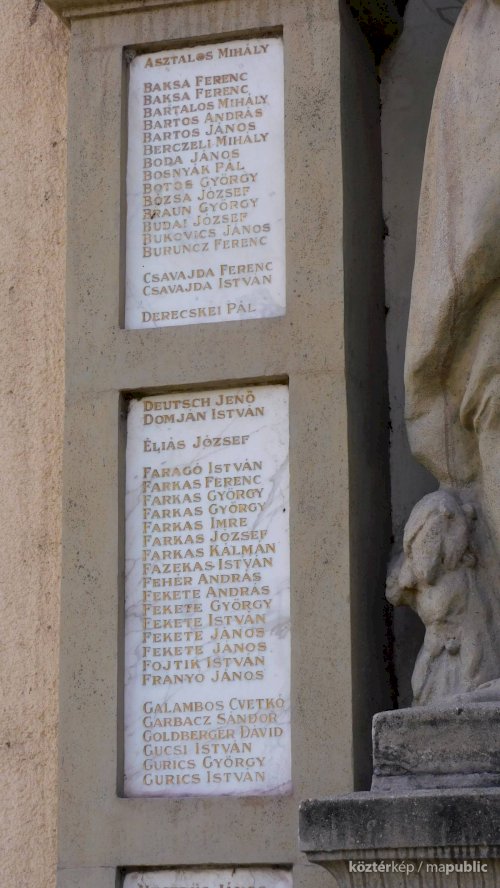 ASZTALOS MIHÁLY
BAKSA FERENC
BAKSA FERENC
BARTALOS MIHÁLY
BARTOS ANDRÁS
BARTOS JÁNOS
BERCZELI MIHÁLY
BODA JÁNOS
BOSNYÁK PÁL
BOTOS GYÖRGY
BÓZSA JÓZSEF
BRAUN GYÖRGY
BUDAI JÓZSEF
BUKOVICS JÁNOS
BURUNCZ FERENC
CSAVAJDA FERENC
CSAVAJDA ISTVÁN
DERECSKEI PÁL
DEUTSCH JENŐ
DOMJÁN ISTVÁN
ÉLIÁS JÓZSEF
FARAGÓ ISTVÁN
FARKAS FERENC
FARKAS GYÖRGY
FARKAS GYÖRGY
FARKAS IMRE
FARKAS JÓZSEF
FARKAS KÁLMÁN
FAZEKAS ISTVÁN
FEHÉR ANDRÁS
FEKETE ANDRÁS
FEKETE GYÖRGY
FEKETE ISTVÁN
FEKETE JÁNOS
FEKETE JÁNOS
FOJTIK ISTVÁN
FRANYÓ JÁNOS
GALAMBOS CVETKÓ
GARBACZ SÁNDOR
GOLDBERGER DÁVID
GUCSI ISTVÁN
GURICS GYÖRGY
GURICS ISTVÁN
JÁNOS
köztérkép / mapublic